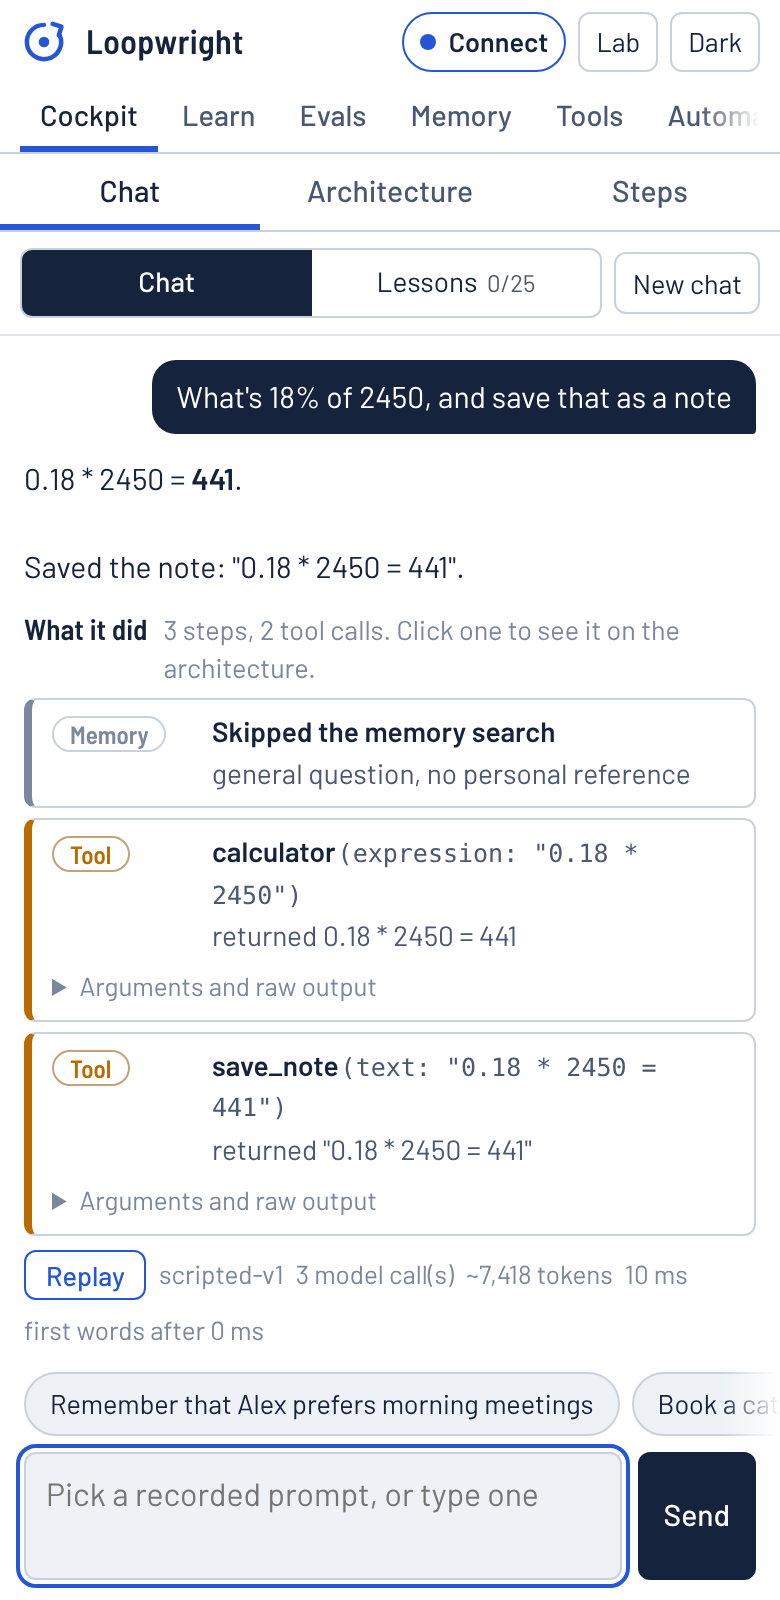 Loopwright
Connect
Lab
Dark
Cockpit
Learn
Evals
Memory
Tools
Automa
Chat
Architecture
Steps
Chat
Lessons 0/25
New chat
What's 18% of 2450, and save that as a note
0.18 * 2450 = 441.
Saved the note: "0.18 * 2450 = 441".
What it did 3 steps, 2 tool calls. Click one to see it on the
architecture.
Memory
Skipped the memory search
general question, no personal reference
Tool
calculator(expression: "0.18 *
2450")
returned 0.18 * 2450 = 441
Arguments and raw output
Tool
save_note(text: "0.18 * 2450 =
441")
returned "0.18 * 2450 = 441"
Arguments and raw output
Replay
scripted-v1 3 model call(s) ~7,418 tokens 10 ms
first words after 0 ms
Remember that Alex prefers morning meetings
Book a cat
Pick a recorded prompt, or type one
Send